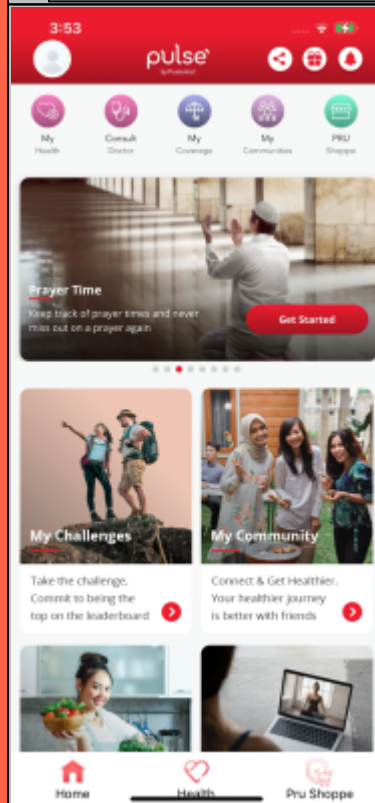 3:53
pulse
by Prudential
My
Health
Consult
Doctor
My
Coverage
My
Communities
PRU
Shoppe
Prayer Time
Keep track of prayer times and never
miss out on a prayer again
Get Started
My Challenges
My Community
Take the challenge.
Commit to being the
top on the leaderboard
Connect & Get Healthier.
Your healthier journey
is better with friends
Home
Health
Pru Shoppe